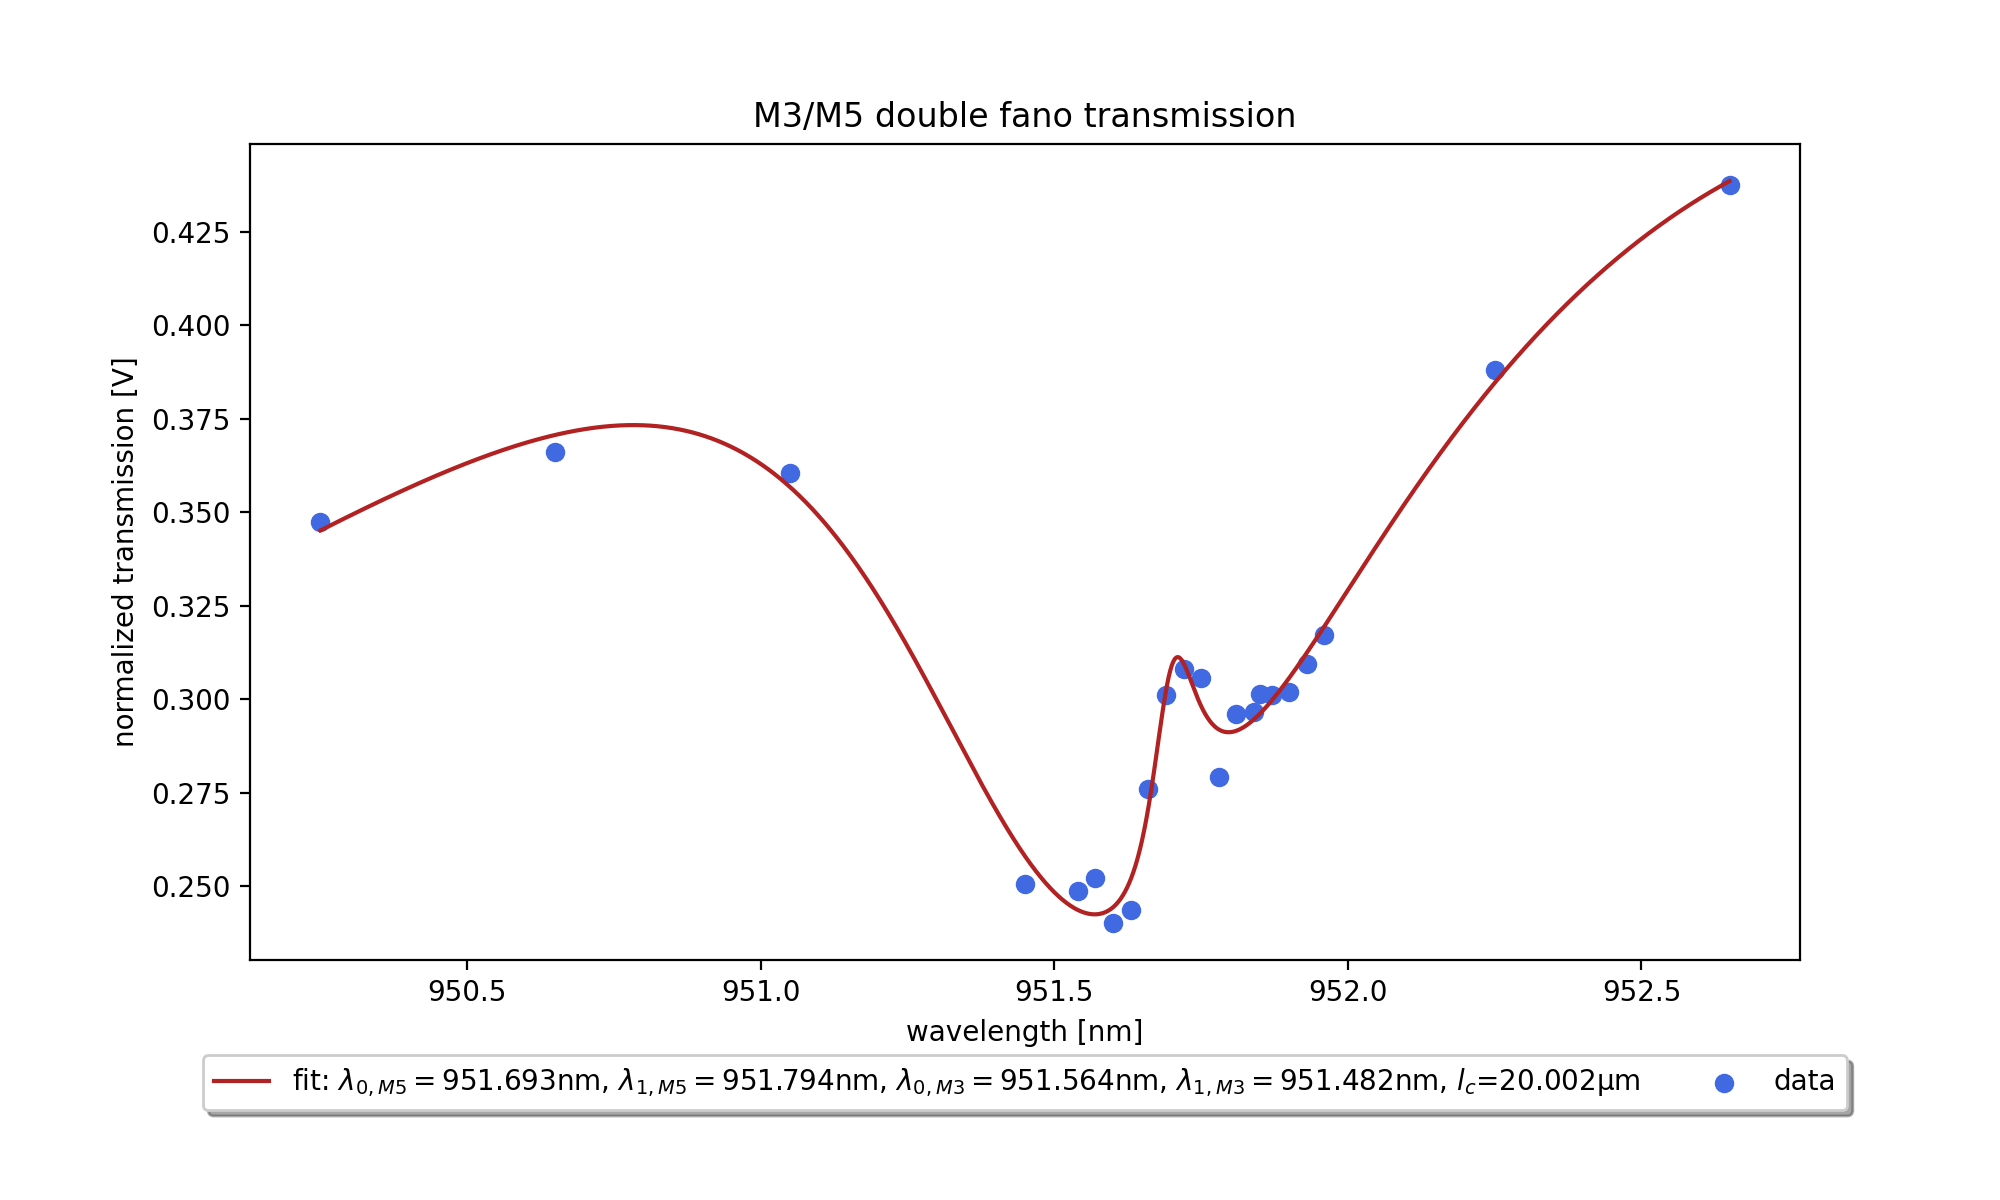 M3/M5 double fano transmission
normalized transmission [V]
0.425
0.400
0.375
0.350
0.325
0.300
0.275
0.250
950.5 951.0 951.5 952.0 952.5
wavelength [nm]
fit: λ₀,M5 = 951.693nm, λ₁,M5 = 951.794nm, λ₀,M3 = 951.564nm, λ₁,M3 = 951.482nm, l_c=20.002μm data